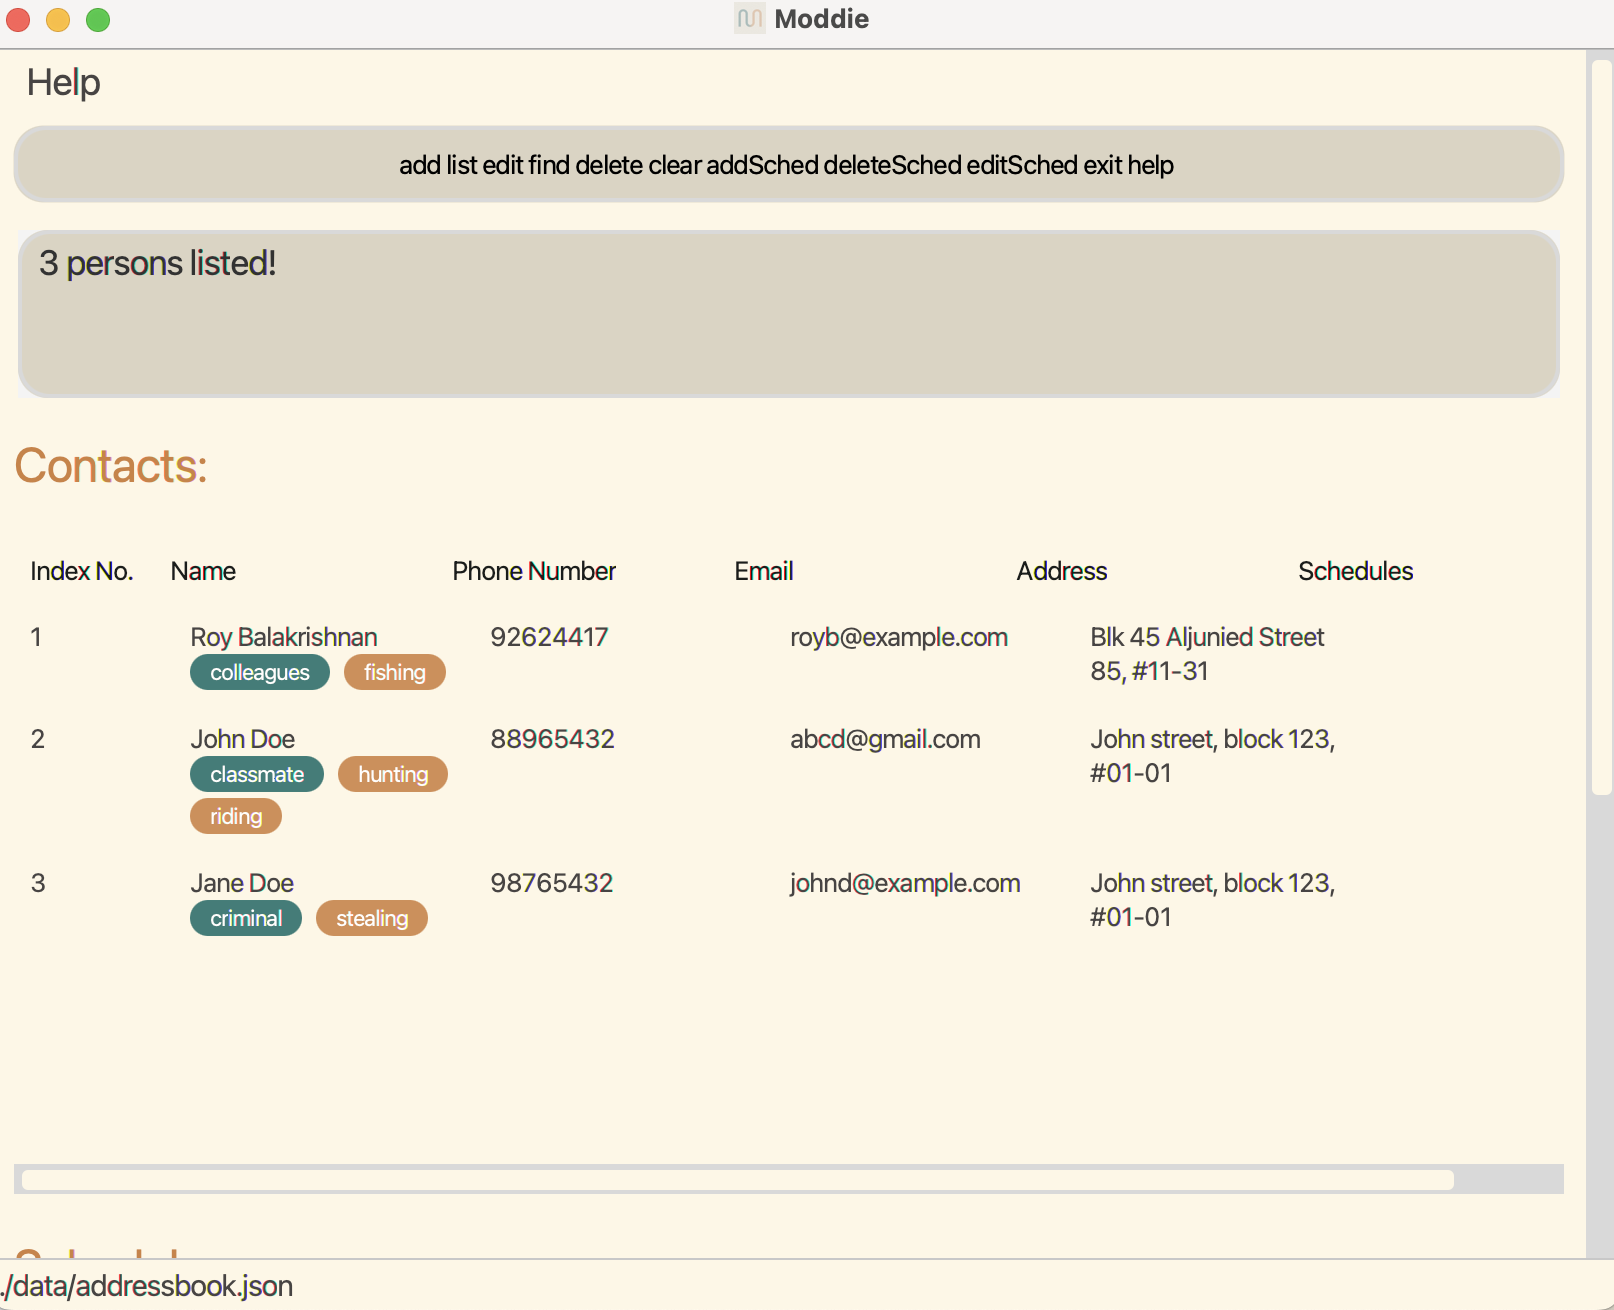 Moddie
Help
add list edit find delete clear addSched deleteSched editSched exit help
3 persons listed!
Contacts:
Index No. Name Phone Number Email Address Schedules
1 Roy Balakrishnan 92624417 royb@example.com Blk 45 Aljunied Street
colleagues fishing 85, #11-31
2 John Doe 88965432 abcd@gmail.com John street, block 123,
classmate hunting #01-01
riding
3 Jane Doe 98765432 johnd@example.com John street, block 123,
criminal stealing #01-01
./data/addressbook.json